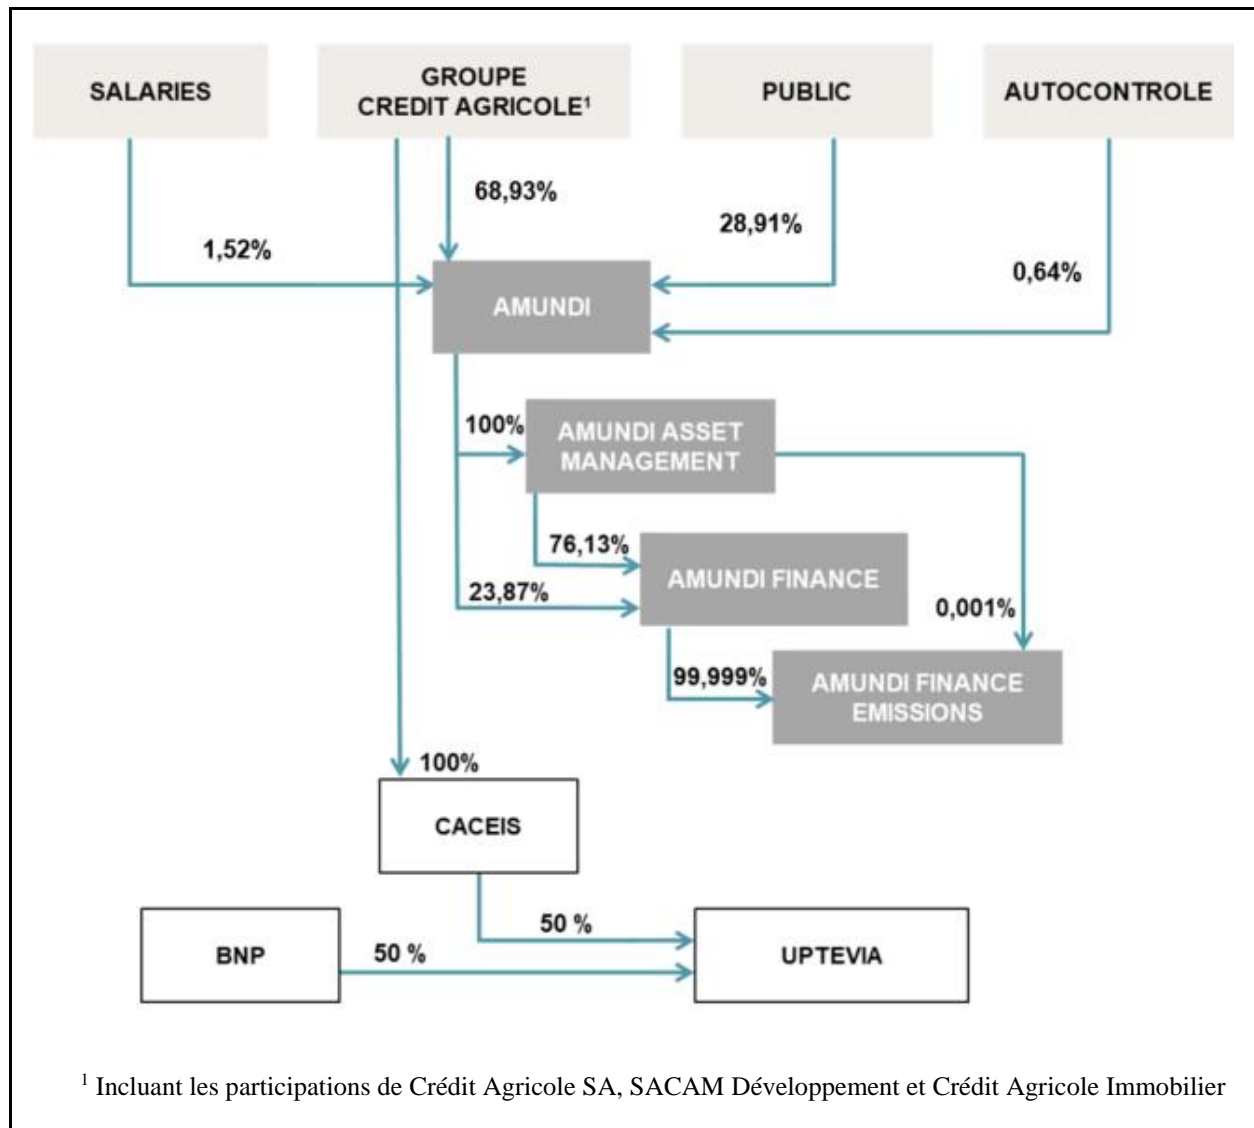 SALARIES
GROUPE
CREDIT AGRICOLE¹
PUBLIC
AUTOCONTROLE
68,93%
28,91%
1,52%
0,64%
AMUNDI
100%
AMUNDI ASSET
MANAGEMENT
76,13%
AMUNDI FINANCE
23,87%
0,001%
99,999%
AMUNDI FINANCE
EMISSIONS
100%
CACEIS
50 %
BNP
50 %
UPTEVIA
¹ Incluant les participations de Crédit Agricole SA, SACAM Développement et Crédit Agricole Immobilier